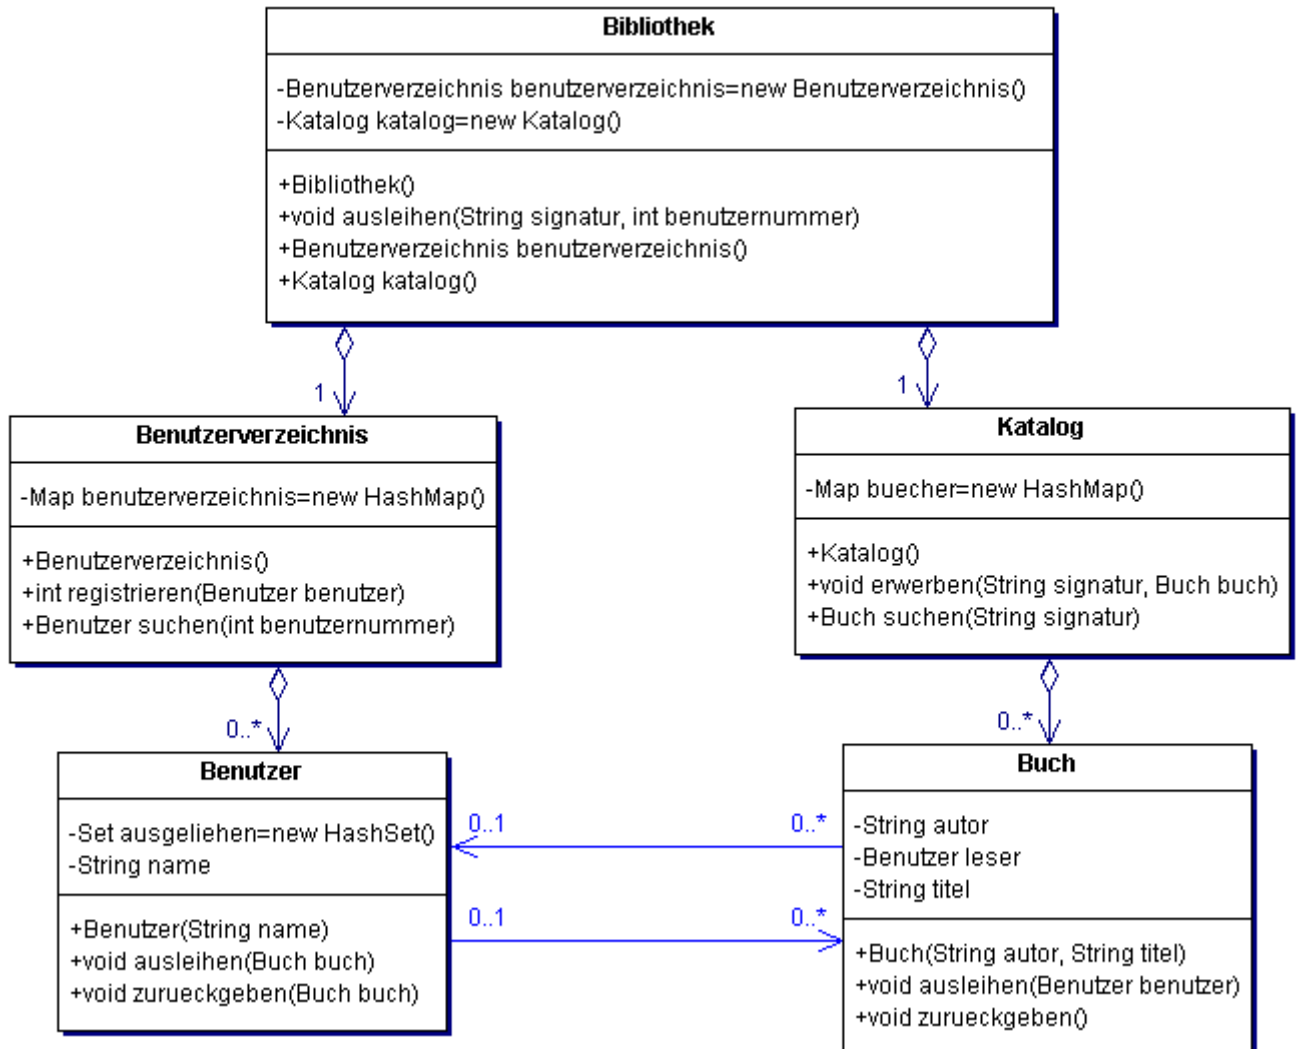 Bibliothek
-Benutzerverzeichnis benutzerverzeichnis=new Benutzerverzeichnis()
-Katalog katalog=new Katalog()
+Bibliothek()
+void ausleihen(String signatur, int benutzernummer)
+Benutzerverzeichnis benutzerverzeichnis()
+Katalog katalog()
1
1
Benutzerverzeichnis
-Map benutzerverzeichnis=new HashMap()
+Benutzerverzeichnis()
+int registrieren(Benutzer benutzer)
+Benutzer suchen(int benutzernummer)
Katalog
-Map buecher=new HashMap()
+Katalog()
+void erwerben(String signatur, Buch buch)
+Buch suchen(String signatur)
0..*
0..*
Benutzer
-Set ausgeliehen=new HashSet()
-String name
+Benutzer(String name)
+void ausleihen(Buch buch)
+void zurueckgeben(Buch buch)
0..1
0..*
0..1
0..*
Buch
-String autor
-Benutzer leser
-String titel
+Buch(String autor, String titel)
+void ausleihen(Benutzer benutzer)
+void zurueckgeben()